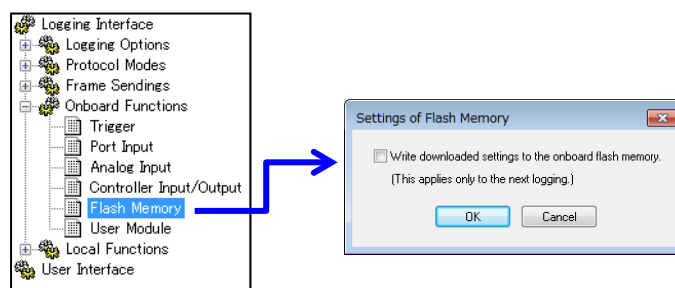 Logging Interface
Logging Options
Protocol Modes
Frame Sendings
Onboard Functions
Trigger
Port Input
Analog Input
Controller Input/Output
Flash Memory
User Module
Local Functions
User Interface
Settings of Flash Memory
Write downloaded settings to the onboard flash memory.
(This applies only to the next logging.)
OK Cancel